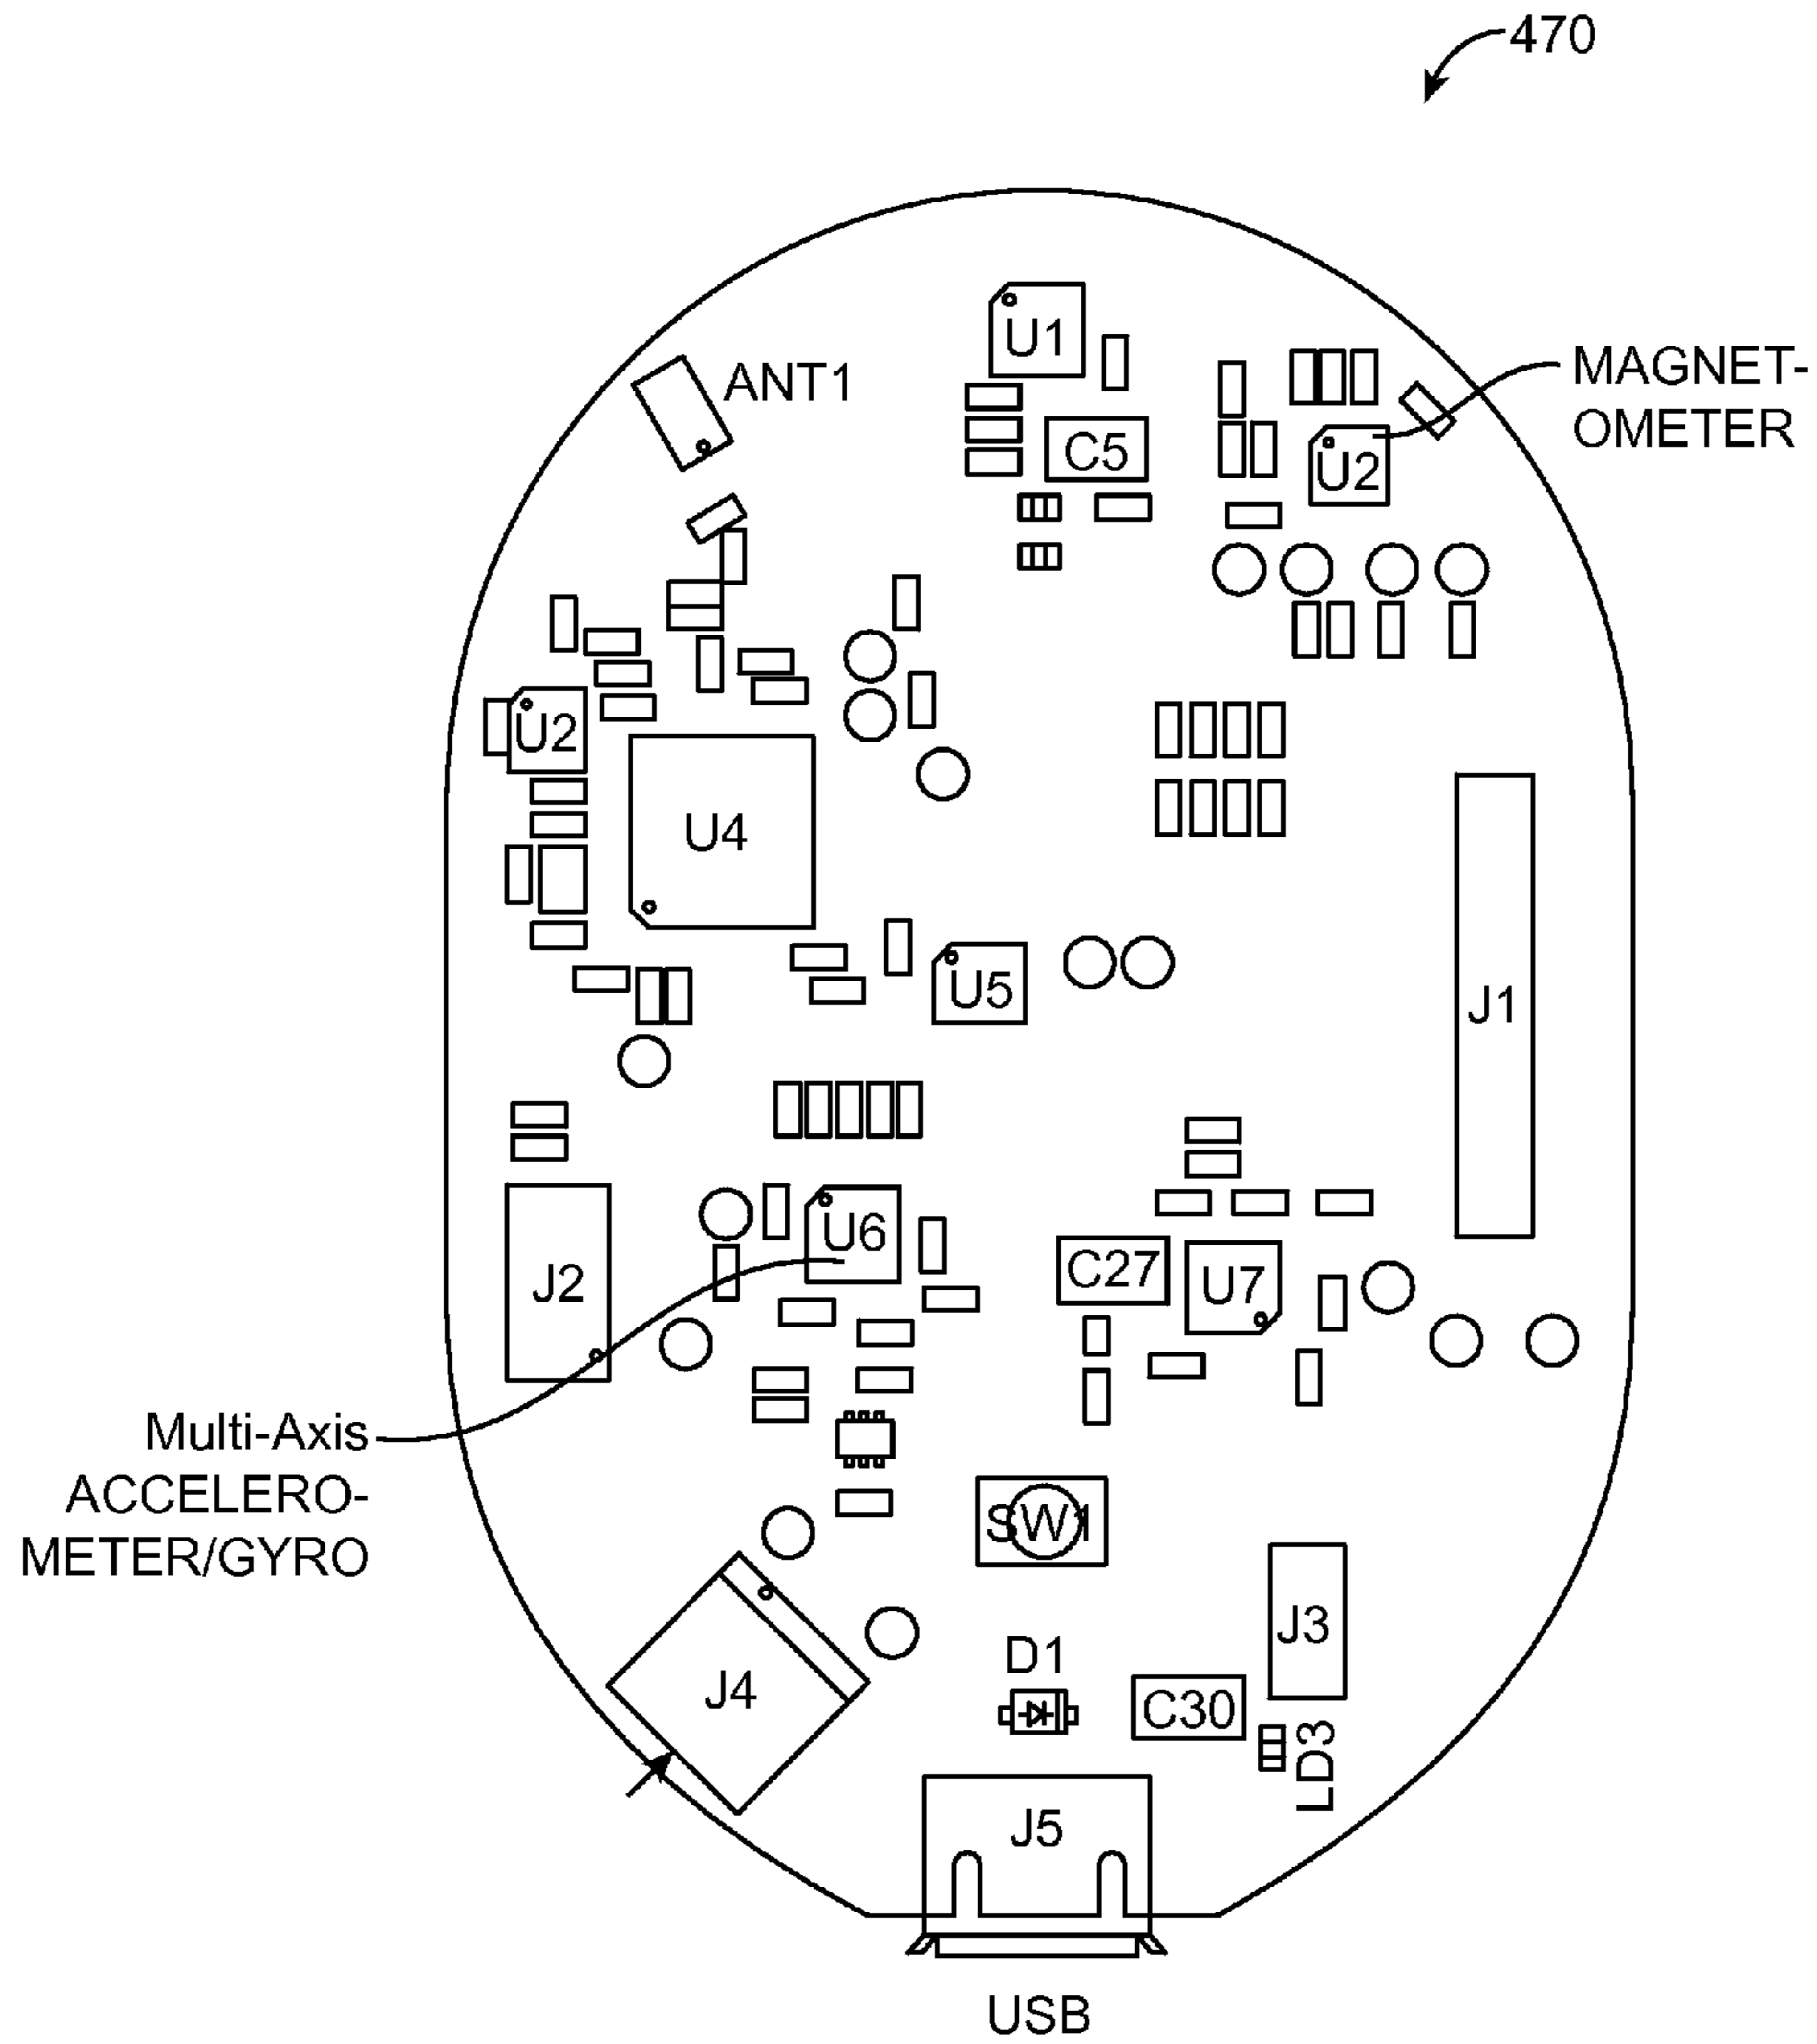 470
U1
ANT1
MAGNET-
OMETER
C5
U2
U2
U4
U5
J1
U6
J2
C27
U7
Multi-Axis
ACCELERO-
METER/GYRO
SW1
J3
D1
J4
C30
LD3
J5
USB